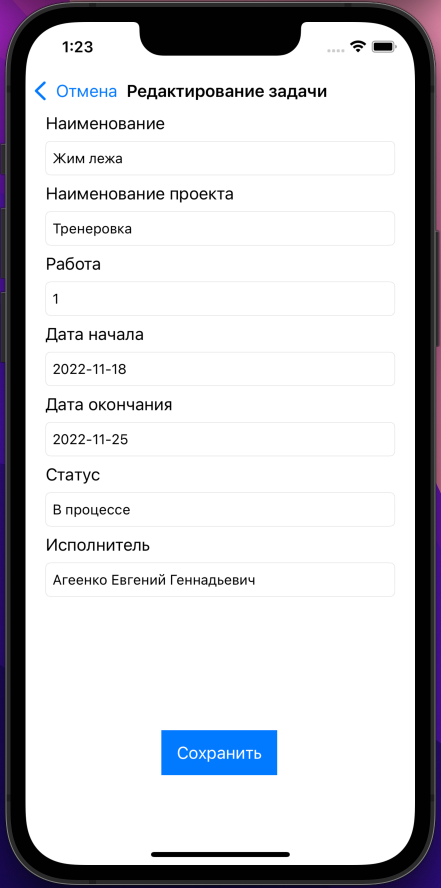 1:23
Отмена Редактирование задачи
Наименование
Жим лежа
Наименование проекта
Тренеровка
Работа
1
Дата начала
2022-11-18
Дата окончания
2022-11-25
Статус
В процессе
Исполнитель
Агеенко Евгений Геннадьевич
Сохранить